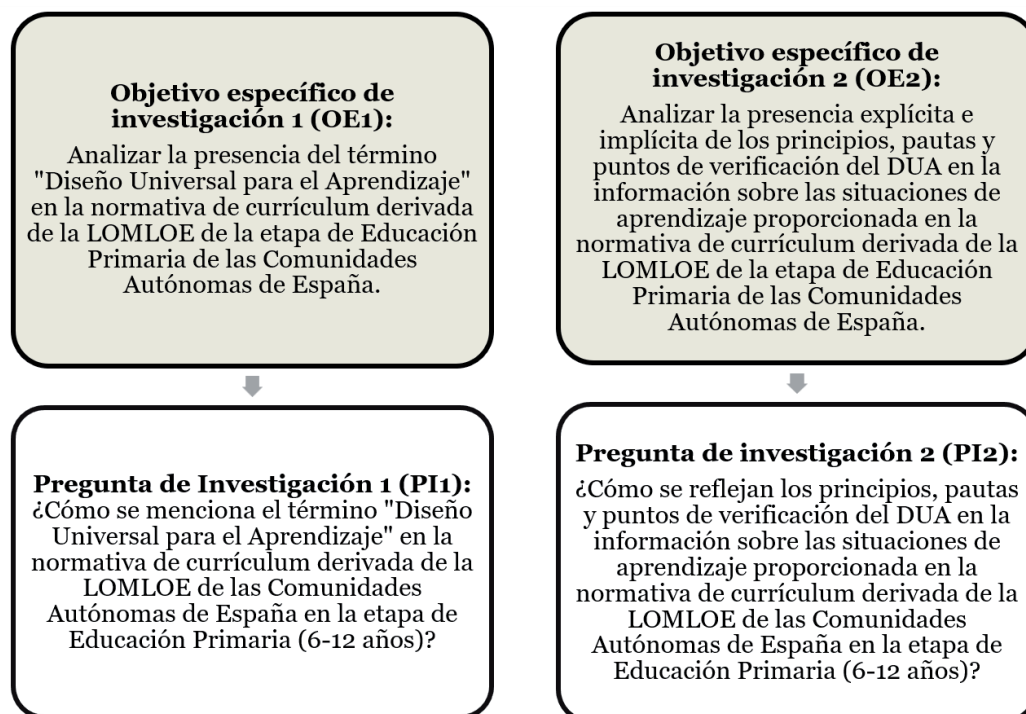 Objetivo específico de
investigación 1 (OE1):
Analizar la presencia del término
"Diseño Universal para el Aprendizaje"
en la normativa de currículum derivada
de la LOMLOE de la etapa de Educación
Primaria de las Comunidades
Autónomas de España.
Pregunta de Investigación 1 (PI1):
¿Cómo se menciona el término "Diseño
Universal para el Aprendizaje" en la
normativa de currículum derivada de la
LOMLOE de las Comunidades
Autónomas de España en la etapa de
Educación Primaria (6-12 años)?
Objetivo específico de
investigación 2 (OE2):
Analizar la presencia explícita e
implícita de los principios, pautas y
puntos de verificación del DUA en la
información sobre las situaciones de
aprendizaje proporcionada en la
normativa de currículum derivada de la
LOMLOE de la etapa de Educación
Primaria de las Comunidades
Autónomas de España.
Pregunta de investigación 2 (PI2):
¿Cómo se reflejan los principios, pautas
y puntos de verificación del DUA en la
información sobre las situaciones de
aprendizaje proporcionada en la
normativa de currículum derivada de la
LOMLOE de las Comunidades
Autónomas de España en la etapa de
Educación Primaria (6-12 años)?